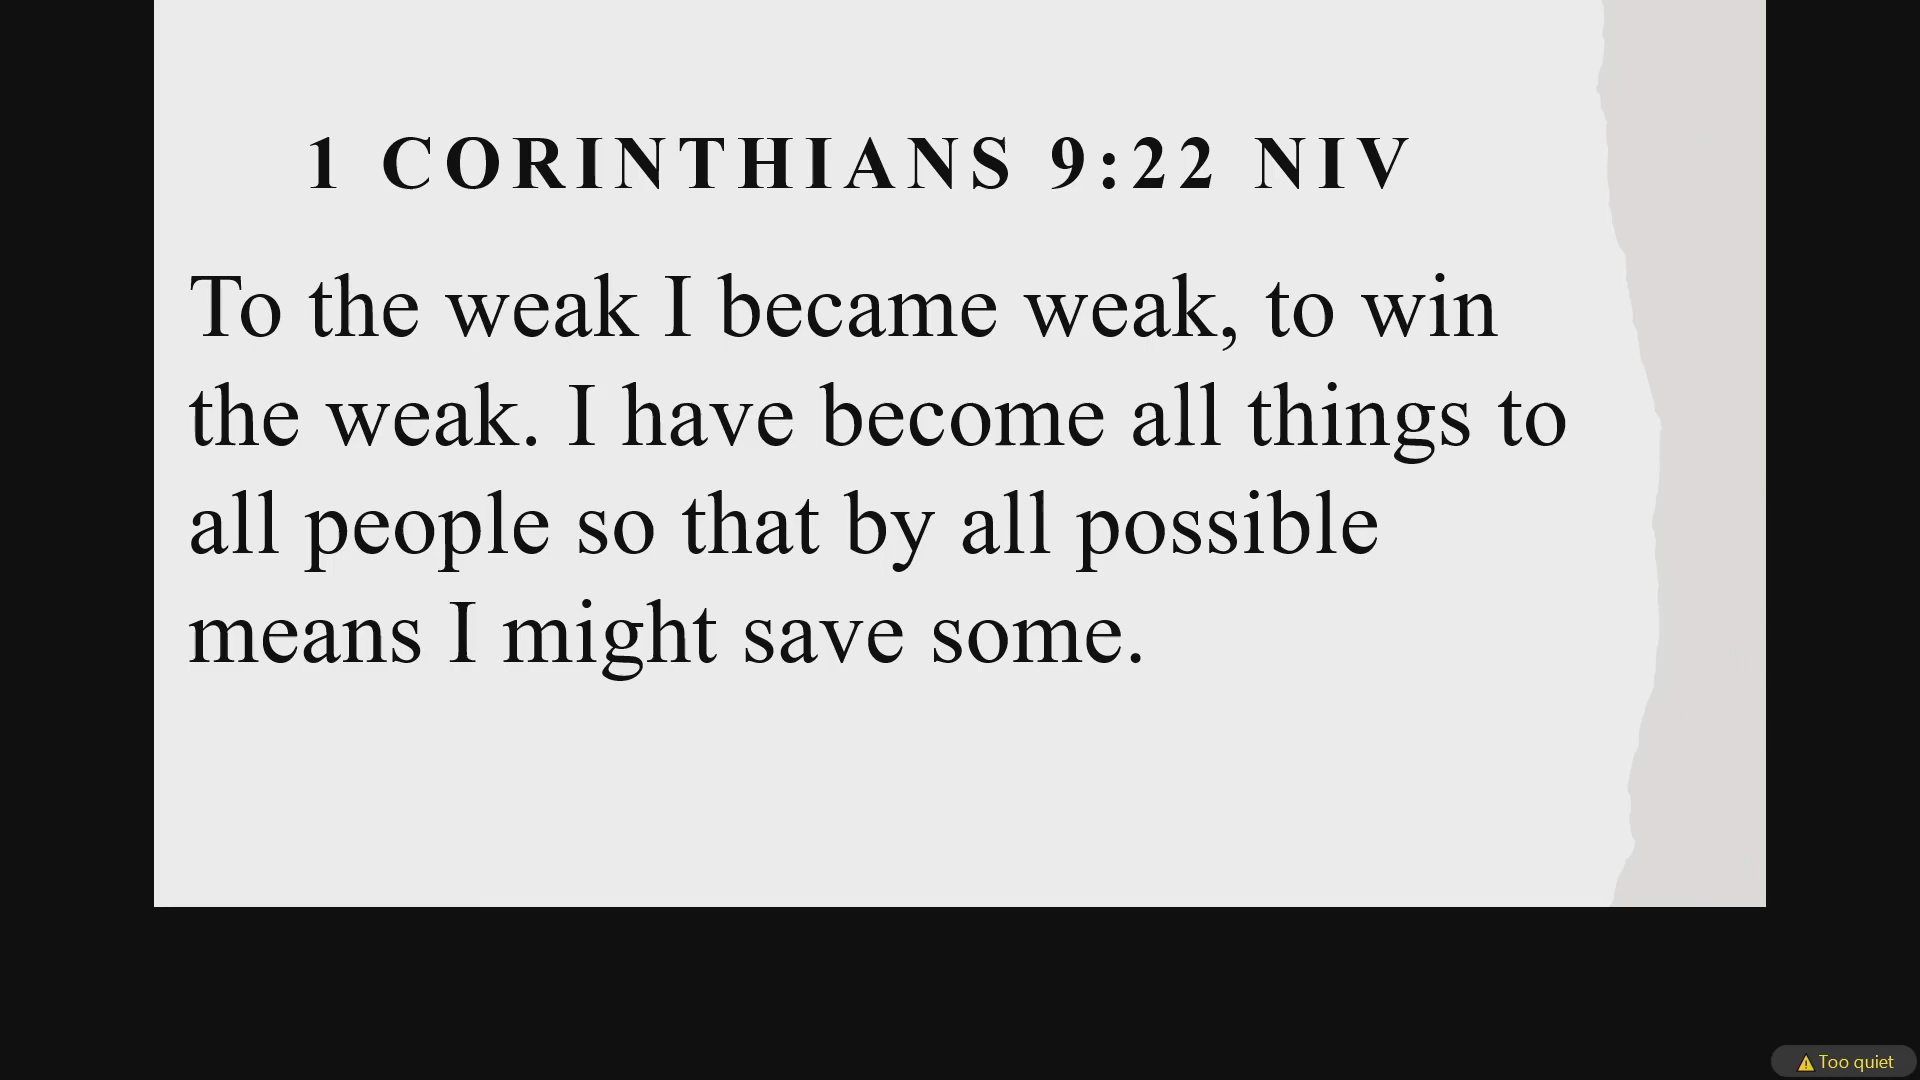 1 CORINTHIANS 9:22 NIV
To the weak I became weak, to win
the weak. I have become all things to
all people so that by all possible
means I might save some.
Too quiet